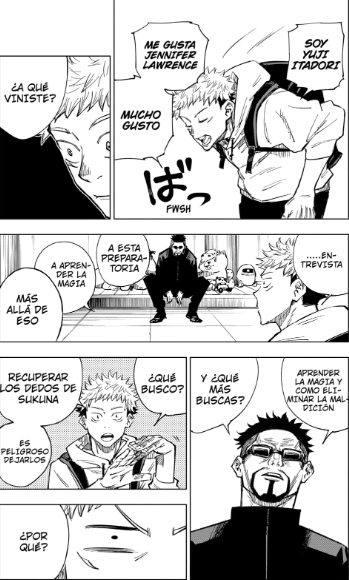 SOY
YUJI
ITADORI
ME GUSTA
JENNIFER
LAWRENCE
MUCHO
GUSTO
ばっ
FWSH
¿A QUÉ
VINISTE?
.....EN-
TREVISTA
A ESTA
PREPARA-
TORIA
A APREN-
DER LA
MAGIA
MÁS
ALLÁ DE
ESO
APRENDER
LA MAGIA Y
COMO ELI-
MINAR LA MAL-
DICIÓN
Y ¿QUÉ
MÁS
BUSCAS?
¿QUÉ
BUSCO?
RECUPERAR
LOS DEDOS DE
SUKUNA
ES
PELIGROSO
DEJARLOS
¿POR
QUÉ?